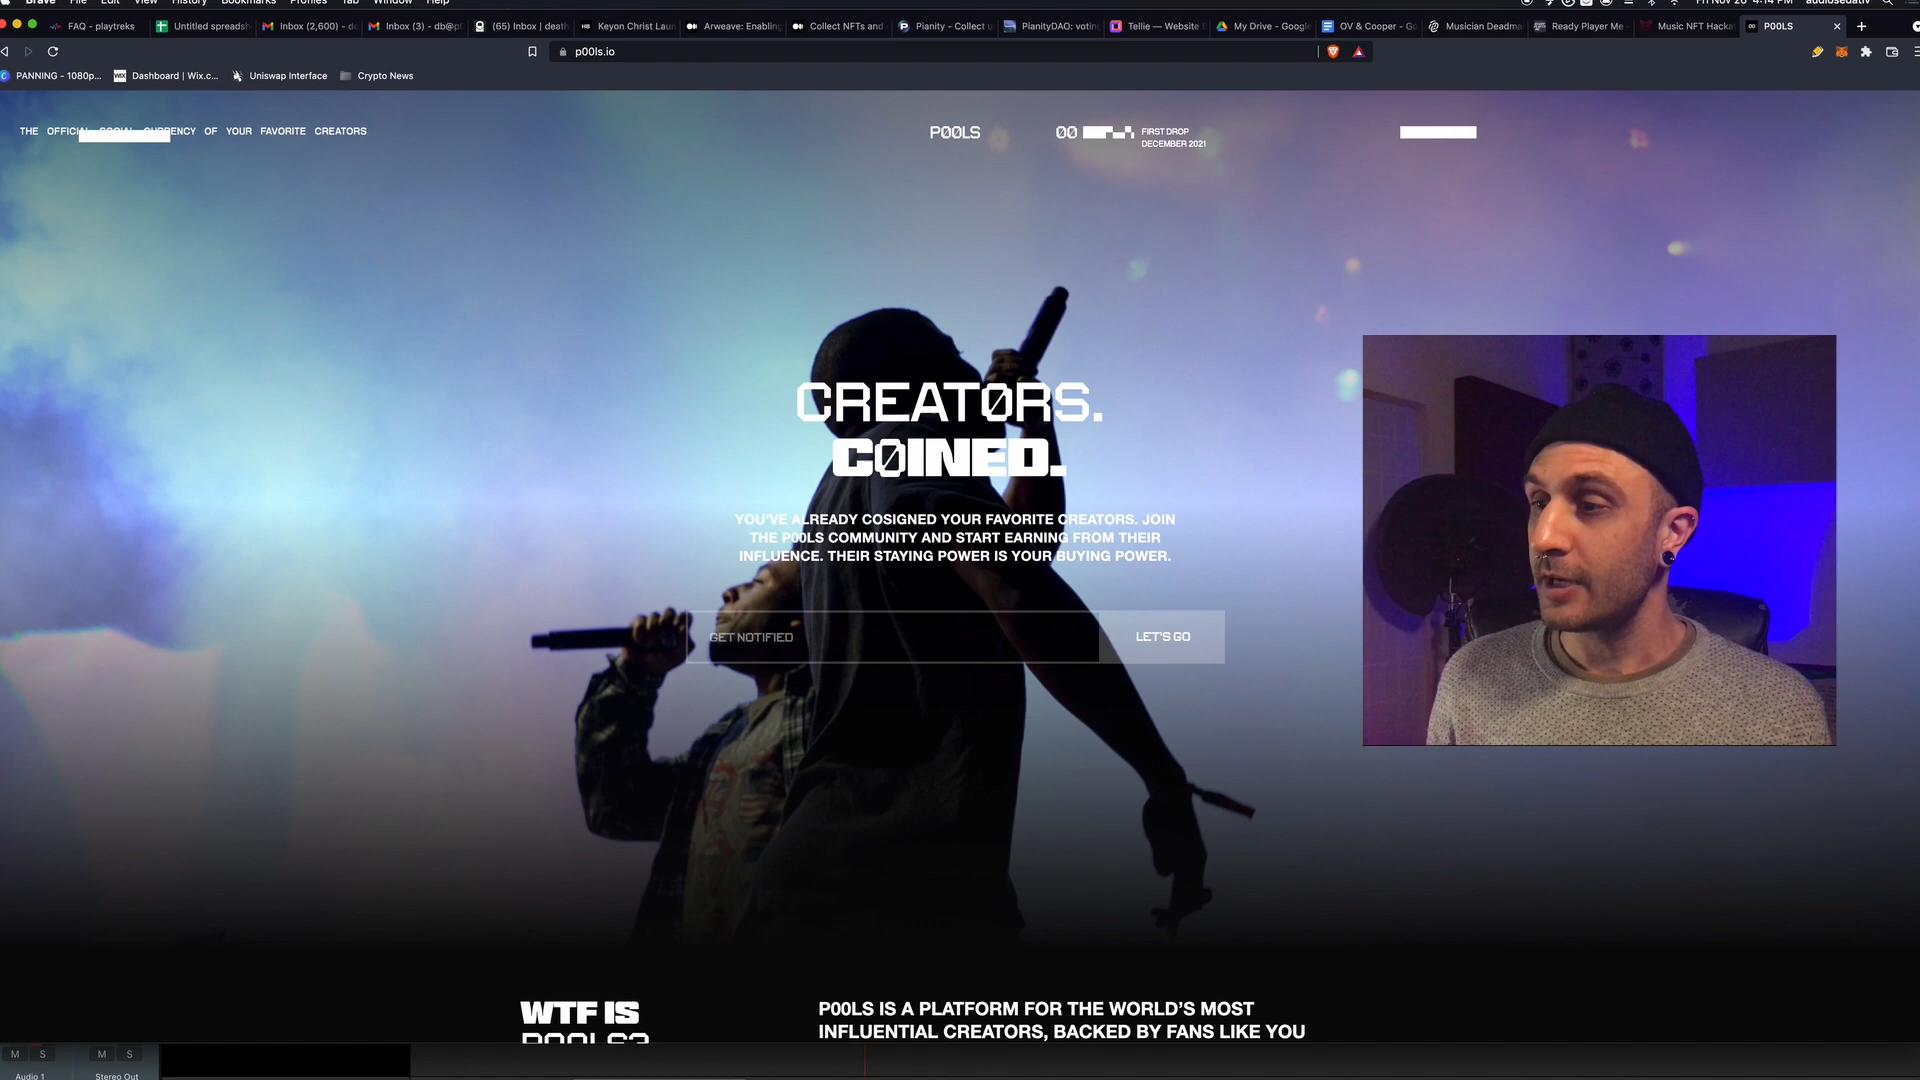 Brave File Edit View History Bookmarks Profiles Tab Window Help
Fri Nov 26 4:14 PM audiosedativ
FAQ - playtreks
Untitled spreadsh
Inbox (2,600) - d
Inbox (3) - db@p
(65) Inbox | death
Keyon Christ Laun
Arweave: Enabling
Collect NFTs and
Pianity - Collect u
PianityDAO: votin
Tellie — Website
My Drive - Google
OV & Cooper - Go
Musician Deadma
Ready Player Me -
Music NFT Hacka
P00LS
p00ls.io
PANNING - 1080p...
Dashboard | Wix.c...
Uniswap Interface
Crypto News
THE OFFICIAL SOCIAL CURRENCY OF YOUR FAVORITE CREATORS
P00LS
00
FIRST DROP
DECEMBER 2021
CREATORS.
COINED.
YOU'VE ALREADY COSIGNED YOUR FAVORITE CREATORS. JOIN
THE P00LS COMMUNITY AND START EARNING FROM THEIR
INFLUENCE. THEIR STAYING POWER IS YOUR BUYING POWER.
GET NOTIFIED
LET'S GO
WTF IS
P00LS?
P00LS IS A PLATFORM FOR THE WORLD'S MOST
INFLUENTIAL CREATORS, BACKED BY FANS LIKE YOU
M S M S
Audio 1 Stereo Out